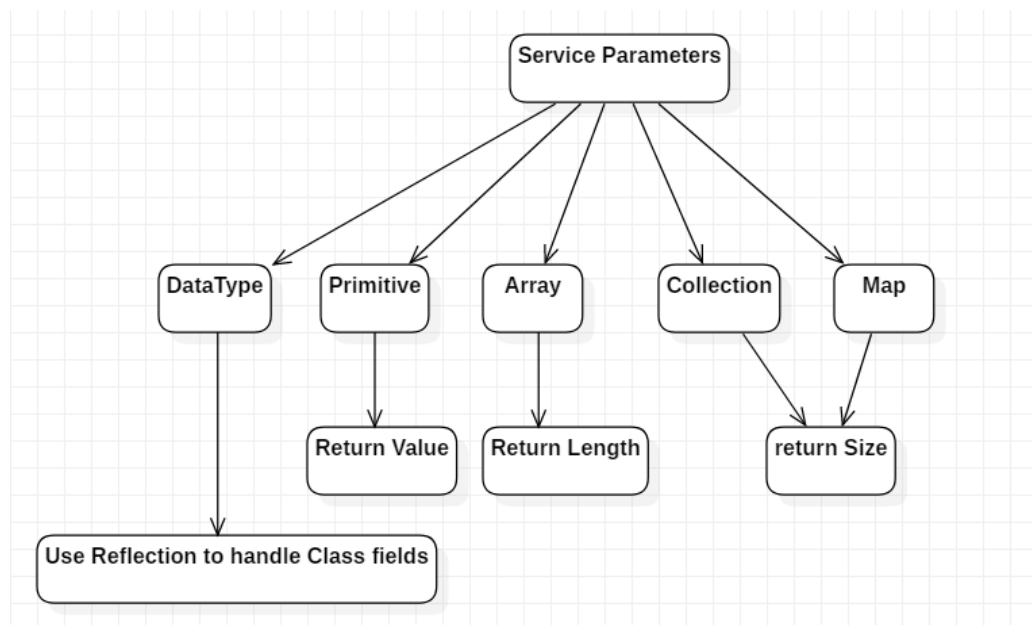 Service Parameters
DataType
Primitive
Array
Collection
Map
Return Value
Return Length
return Size
Use Reflection to handle Class fields